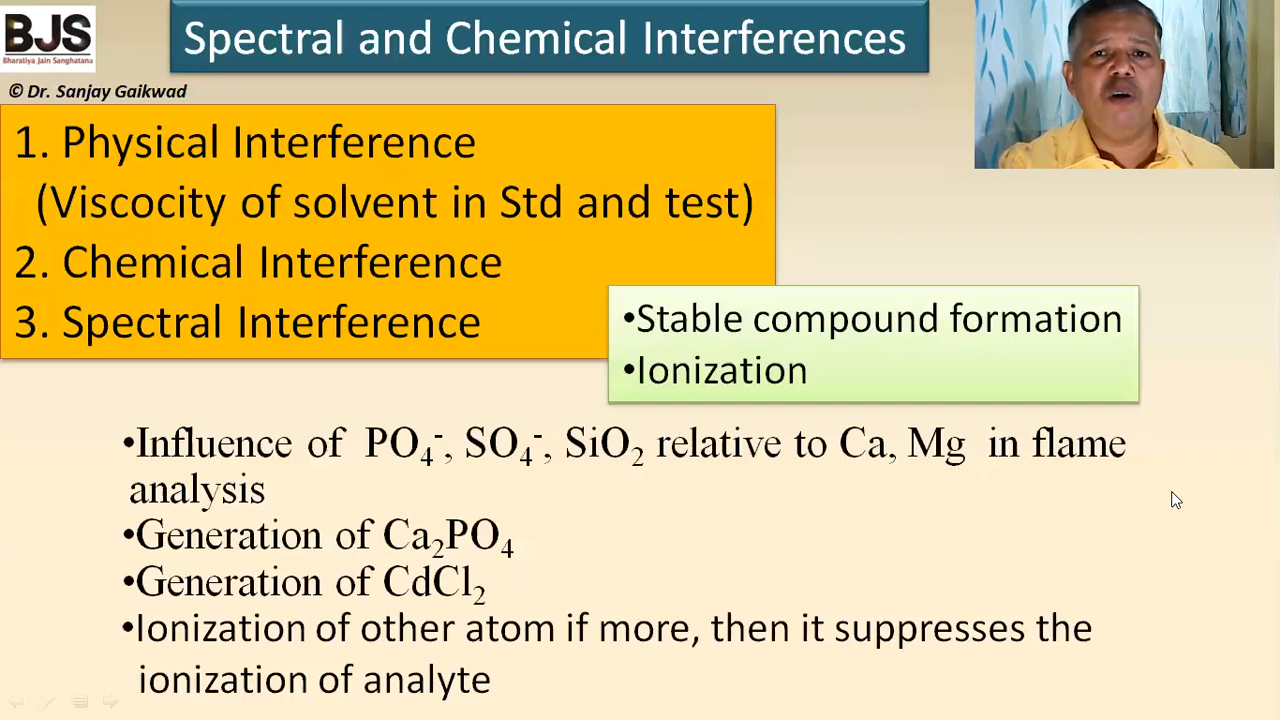 BJS
Bharatiya Jain Sanghatana
Spectral and Chemical Interferences
© Dr. Sanjay Gaikwad
1. Physical Interference
(Viscocity of solvent in Std and test)
2. Chemical Interference
3. Spectral Interference
•Stable compound formation
•Ionization
•Influence of PO₄⁻, SO₄⁻, SiO₂ relative to Ca, Mg in flame
analysis
•Generation of Ca₂PO₄
•Generation of CdCl₂
•Ionization of other atom if more, then it suppresses the
ionization of analyte